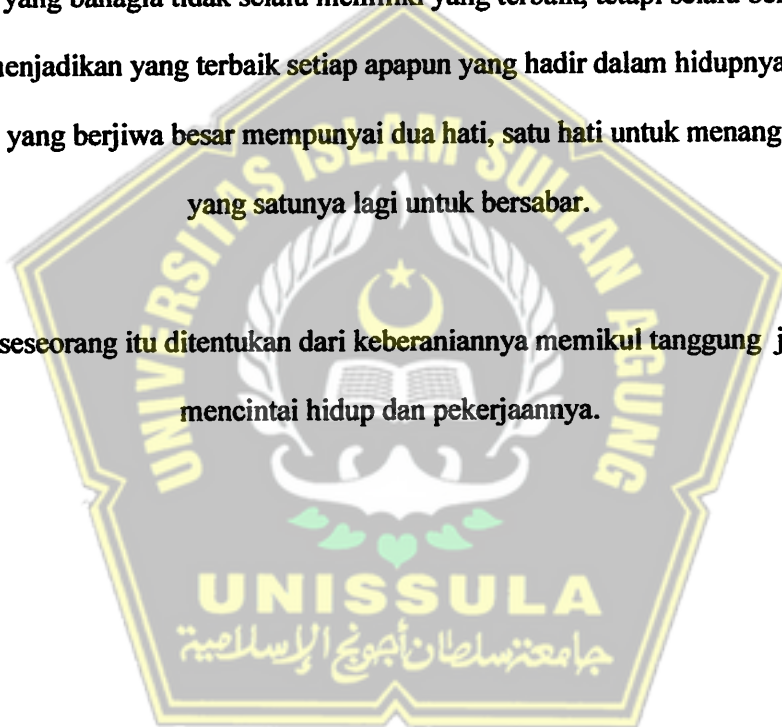 yang bahagia tidak selalu memiliki yang terbaik, tetapi selalu
menjadikan yang terbaik setiap apapun yang hadir dalam hidupnya
yang berjiwa besar mempunyai dua hati, satu hati untuk menang
yang satunya lagi untuk bersabar.
seseorang itu ditentukan dari keberaniannya memikul tanggung j
mencintai hidup dan pekerjaannya.
UNIVERSITAS ISLAM SULTAN AGUNG
UNISSULA
جامعة سلطان أجونج الإسلامية